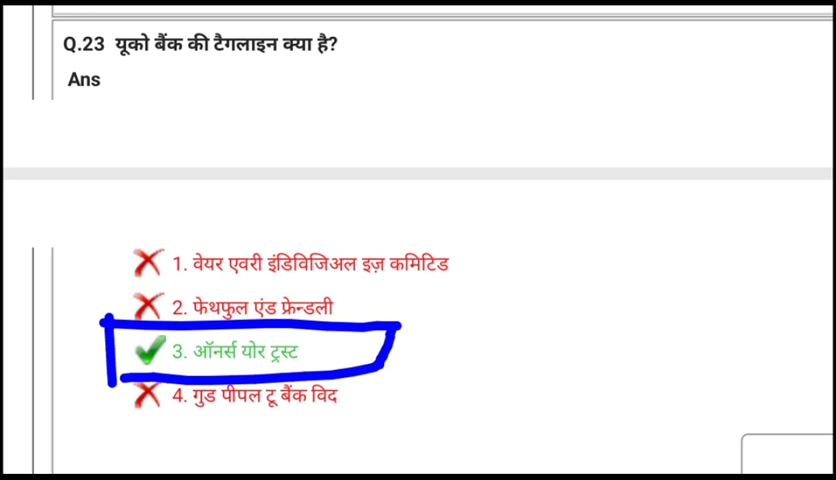 Q.23 यूको बैंक की टैगलाइन क्या है?
Ans
1. वेयर एवरी इंडिविजिअल इज़ कमिटिड
2. फेथफुल एंड फ्रेन्डली
3. ऑनर्स योर ट्रस्ट
4. गुड पीपल टू बैंक विद